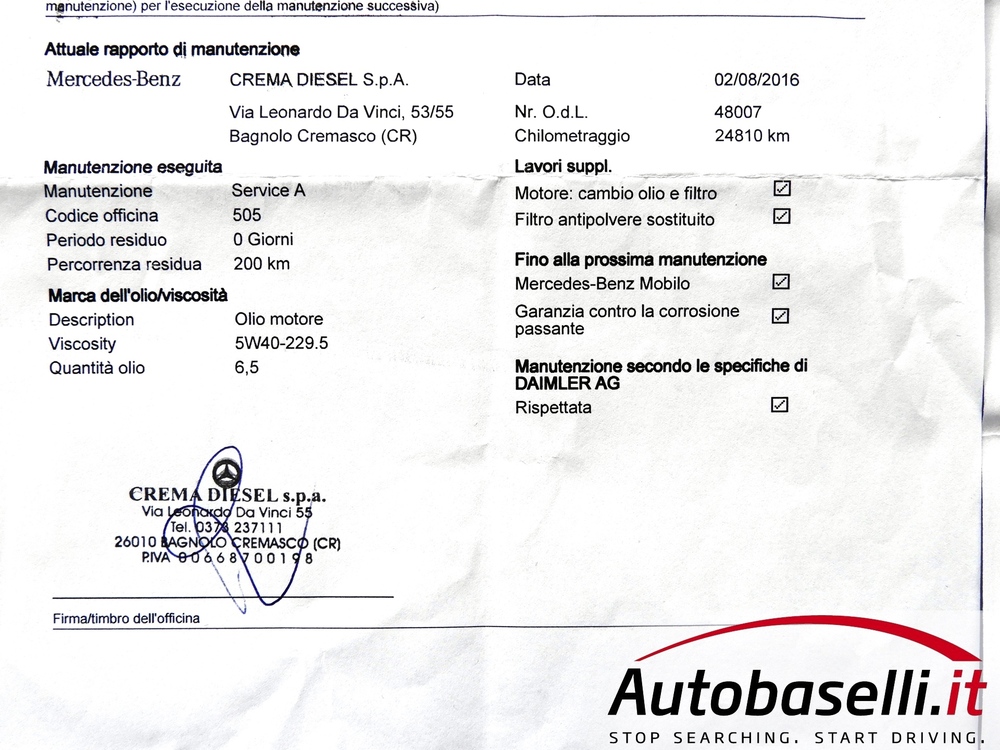 manutenzione) per l'esecuzione della manutenzione successiva)
Attuale rapporto di manutenzione
Mercedes-Benz CREMA DIESEL S.p.A.
Via Leonardo Da Vinci, 53/55
Bagnolo Cremasco (CR)
Data 02/08/2016
Nr. O.d.L. 48007
Chilometraggio 24810 km
Manutenzione eseguita
Manutenzione Service A
Codice officina 505
Periodo residuo 0 Giorni
Percorrenza residua 200 km
Marca dell'olio/viscosità
Description Olio motore
Viscosity 5W40-229.5
Quantità olio 6,5
Lavori suppl.
Motore: cambio olio e filtro ☑
Filtro antipolvere sostituito ☑
Fino alla prossima manutenzione
Mercedes-Benz Mobilo ☑
Garanzia contro la corrosione ☑
passante
Manutenzione secondo le specifiche di
DAIMLER AG
Rispettata ☑
CREMA DIESEL s.p.a.
Via Leonardo Da Vinci 55
Tel. 0373 237111
26010 BAGNOLO CREMASCO (CR)
P.IVA 00668700198
Firma/timbro dell'officina
Autobaselli.it
STOP SEARCHING. START DRIVING.